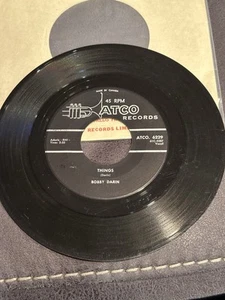 45 RPM
ATCO
RECORDS
RECORDS LIM
ATCO. 6229
THINGS
(Darin)
BOBBY DARIN